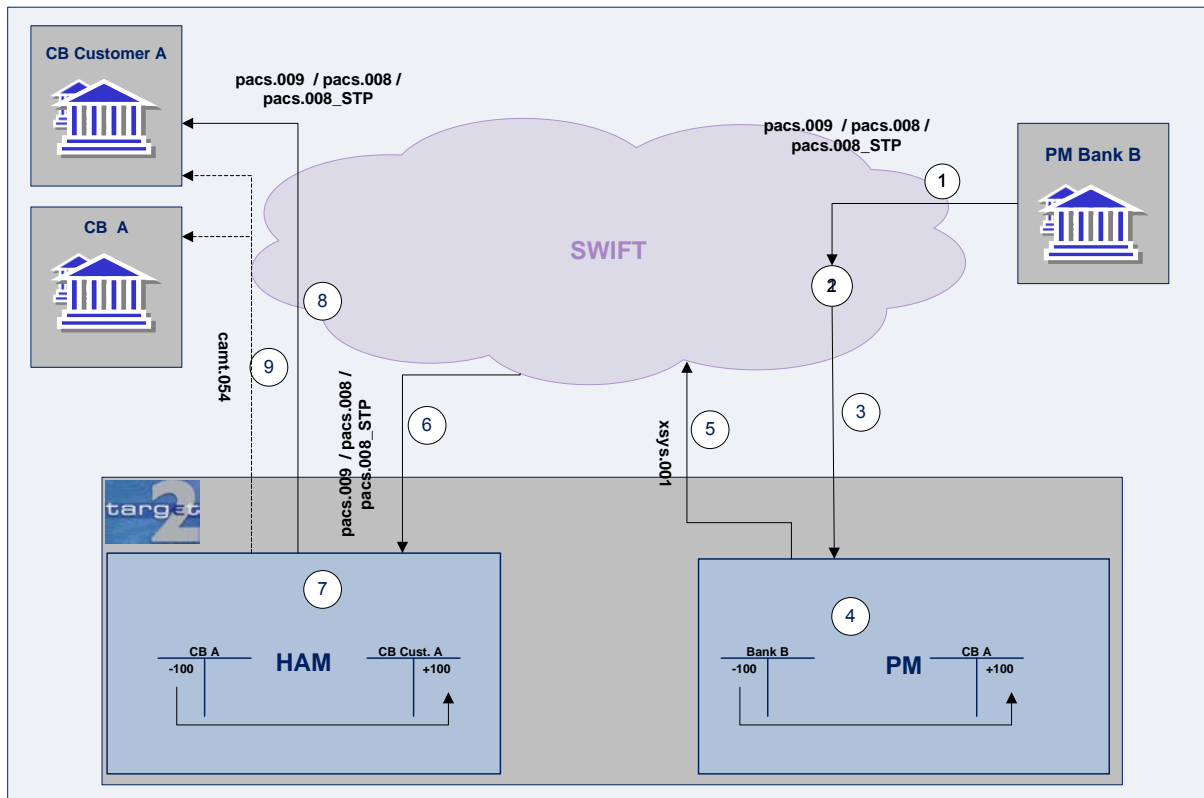 CB Customer A
pacs.009 / pacs.008 /
pacs.008_STP
pacs.009 / pacs.008 /
pacs.008_STP
PM Bank B
1
CB A
SWIFT
2
8
camt.054
9
pacs.009 / pacs.008 /
pacs.008_STP
6
xsys.001
5
3
target
2
7
4
CB A
HAM
CB Cust. A
-100
+100
Bank B
PM
CB A
-100
+100